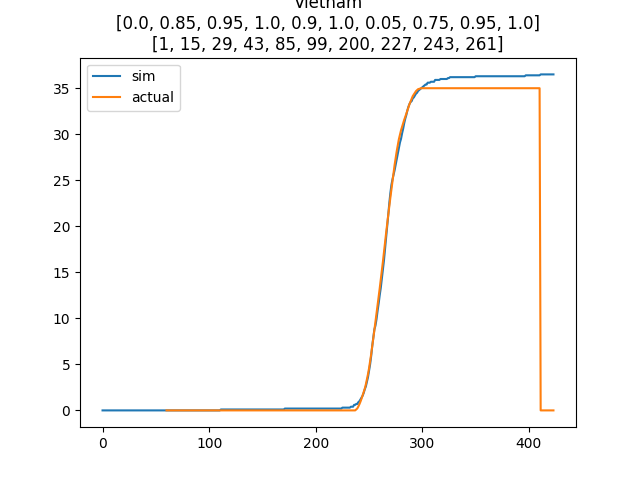 Vietnam
[0.0, 0.85, 0.95, 1.0, 0.9, 1.0, 0.05, 0.75, 0.95, 1.0]
[1, 15, 29, 43, 85, 99, 200, 227, 243, 261]
sim
actual
35
30
25
20
15
10
5
0
0 100 200 300 400